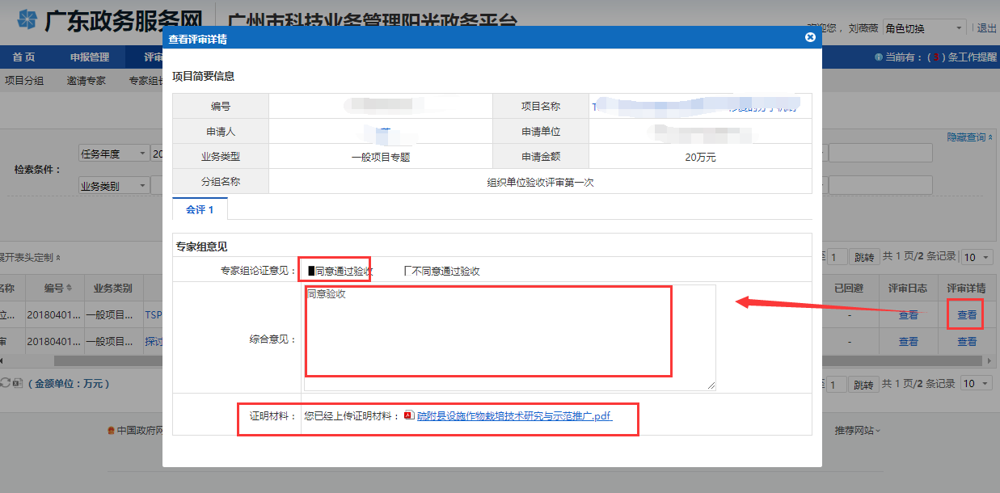 广东政务服务网
广州市科技业务管理阳光政务平台
您， 刘薇薇 角色切换 退出
首 页 申报管理 评审
当前有：( 3 ) 条工作提醒
项目分组 邀请专家 专家组长
查看评审详情
隐藏查询
任务年度 20
检索条件：
业务类别
项目简要信息
编号 项目名称
申请人 申请单位
业务类型 一般项目专题 申请金额 20万元
分组名称 组织单位验收评审第一次
会评 1
专家组意见
专家组论证意见： 同意通过验收 不同意通过验收
综合意见： 同意验收
证明材料： 您已经上传证明材料： 疏附县设施作物栽培技术研究与示范推广.pdf
展开表头定制
至 1 跳转 共 1 页/2 条记录 10
名称 编号 业务类别 已回避 评审日志 评审详情
位... 20180401... 一般项目... TSP - 查看 查看
审 20180401... 一般项目... 探讨 - 查看 查看
( 金额单位：万元 )
至 1 跳转 共 1 页/2 条记录 10
中国政府网
推荐网站